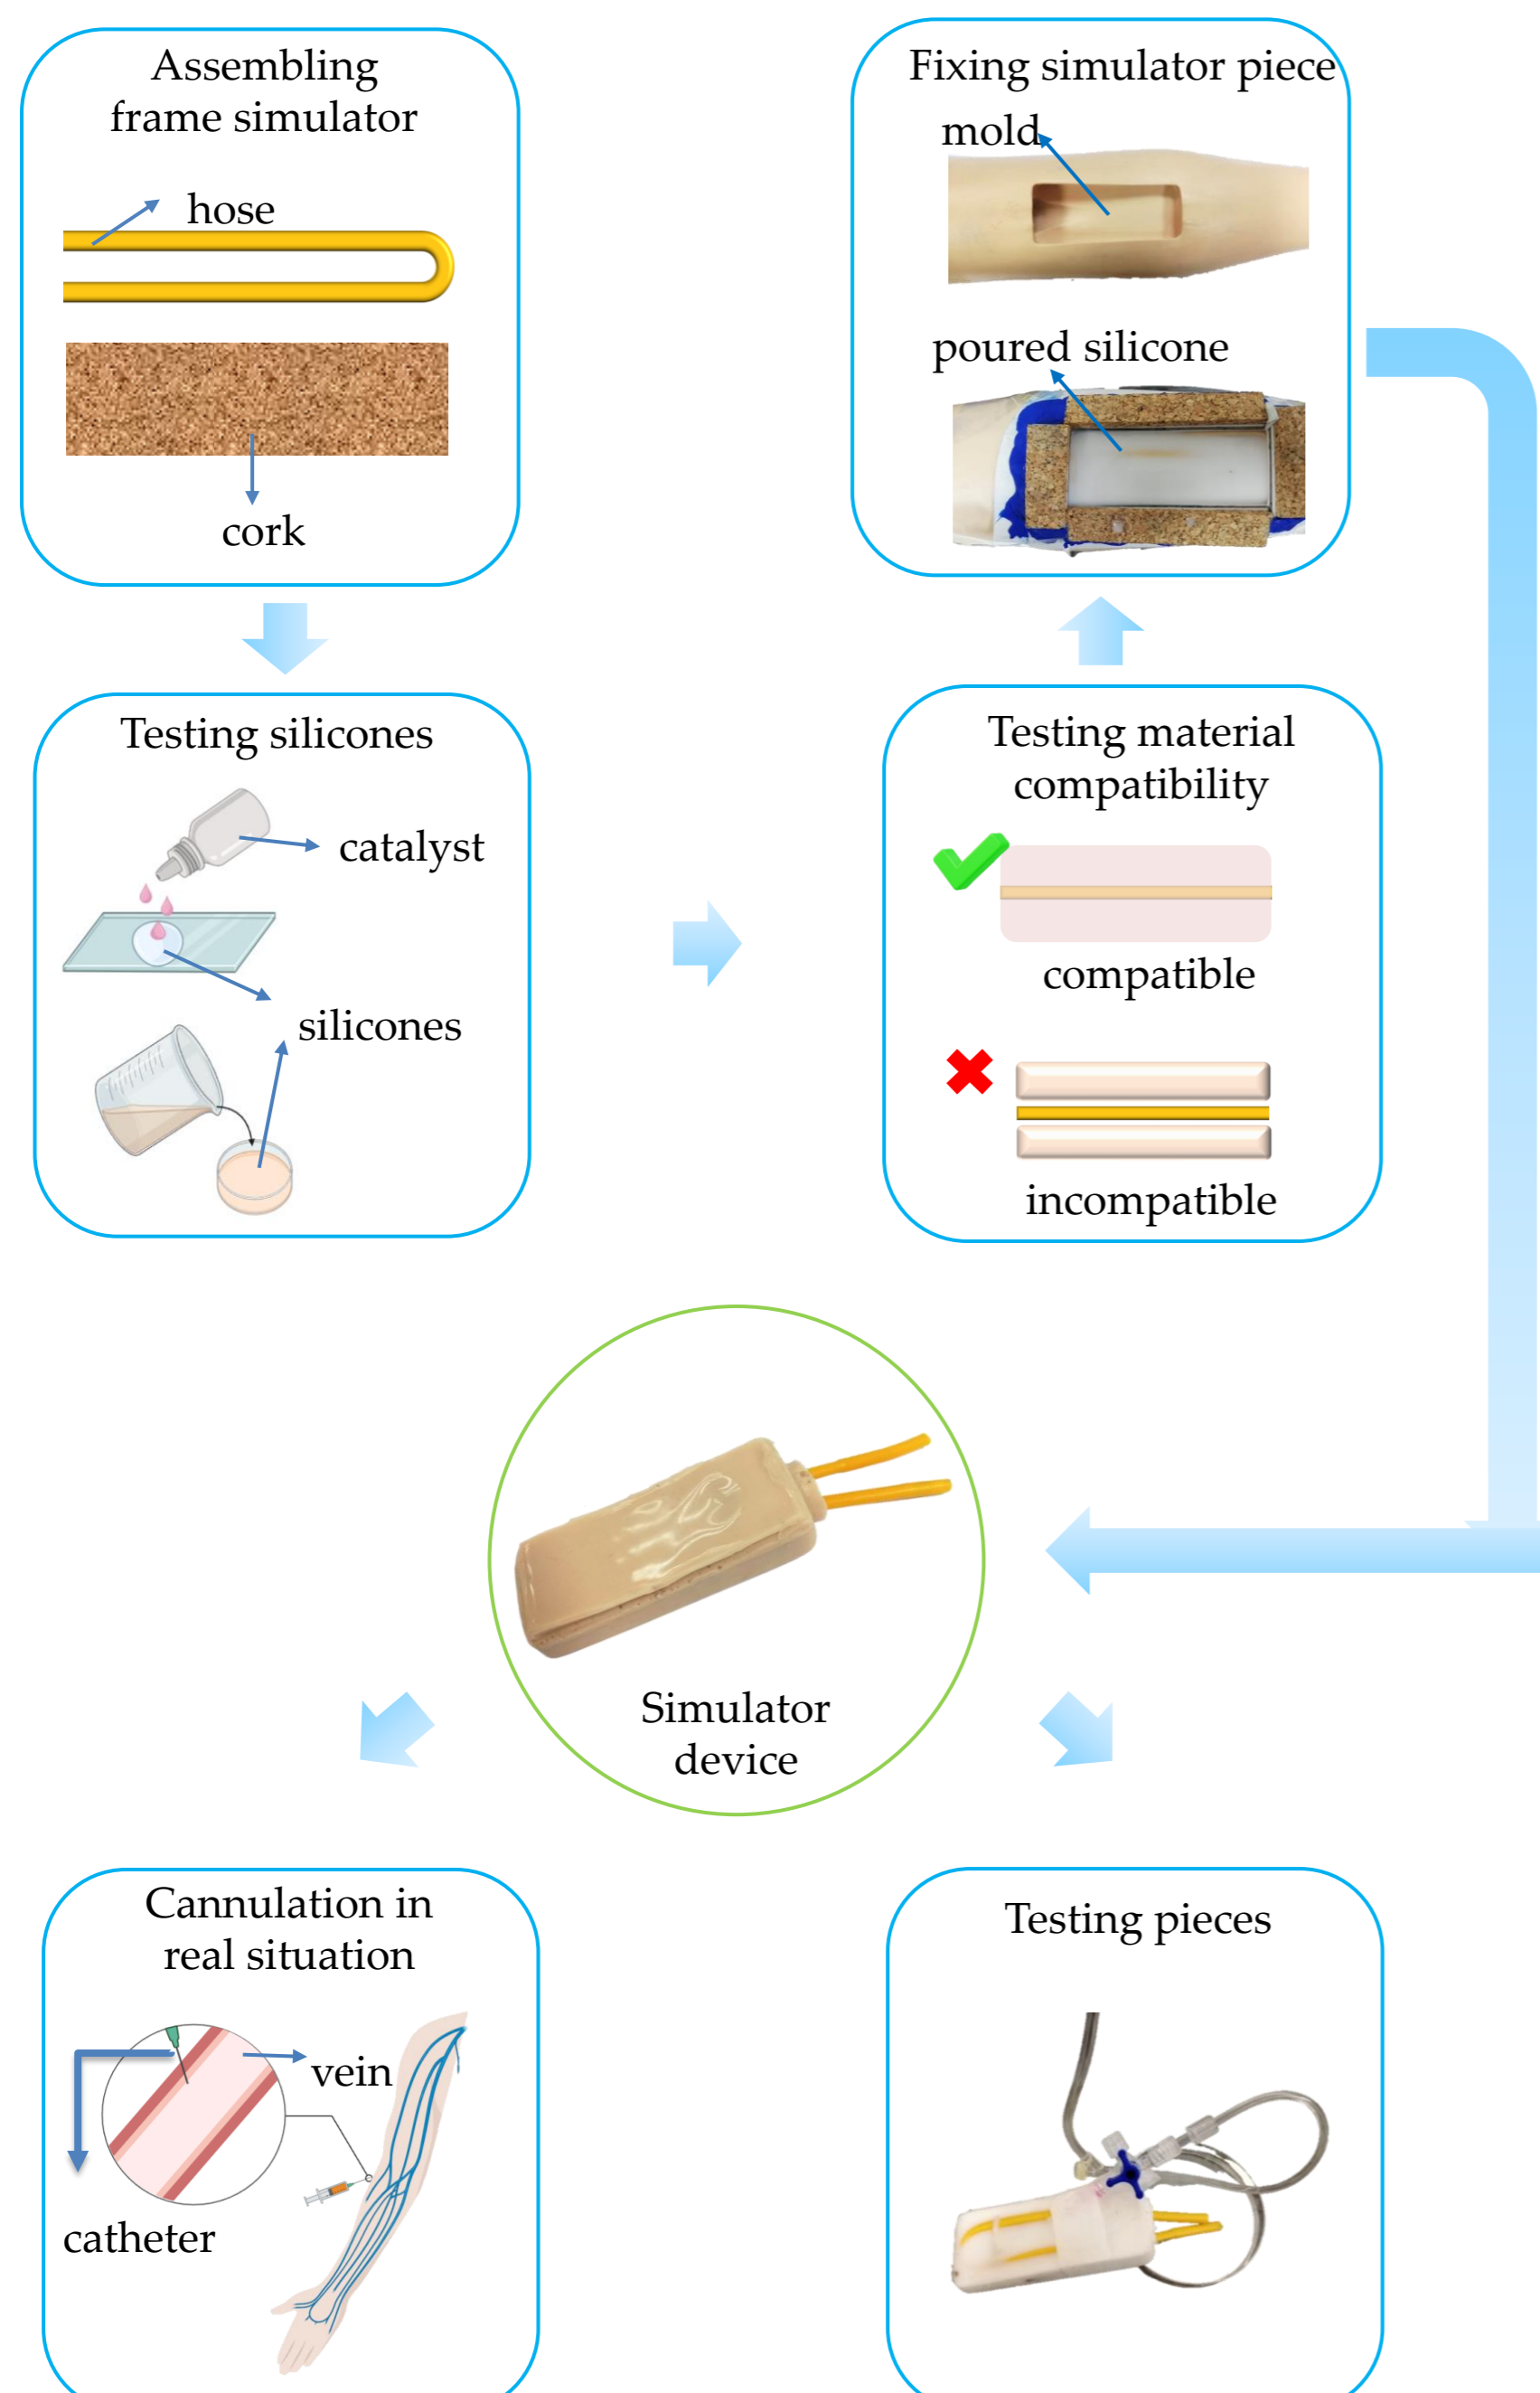 Assembling
frame simulator
hose
cork
Testing silicones
catalyst
silicones
Testing material
compatibility
compatible
incompatible
Fixing simulator piece
mold
poured silicone
Simulator
device
Cannulation in
real situation
vein
catheter
Testing pieces